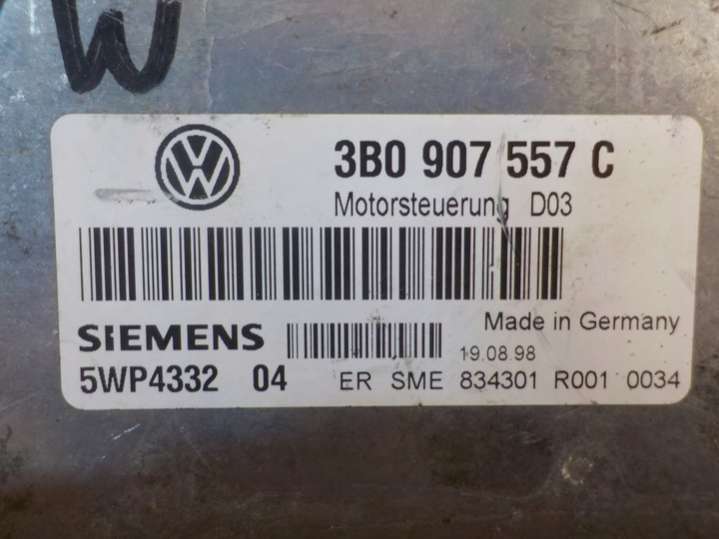 W
3B0 907 557 C
Motorsteuerung D03
SIEMENS
Made in Germany
19.08.98
5WP4332 04
ER SME 834301 R001 0034